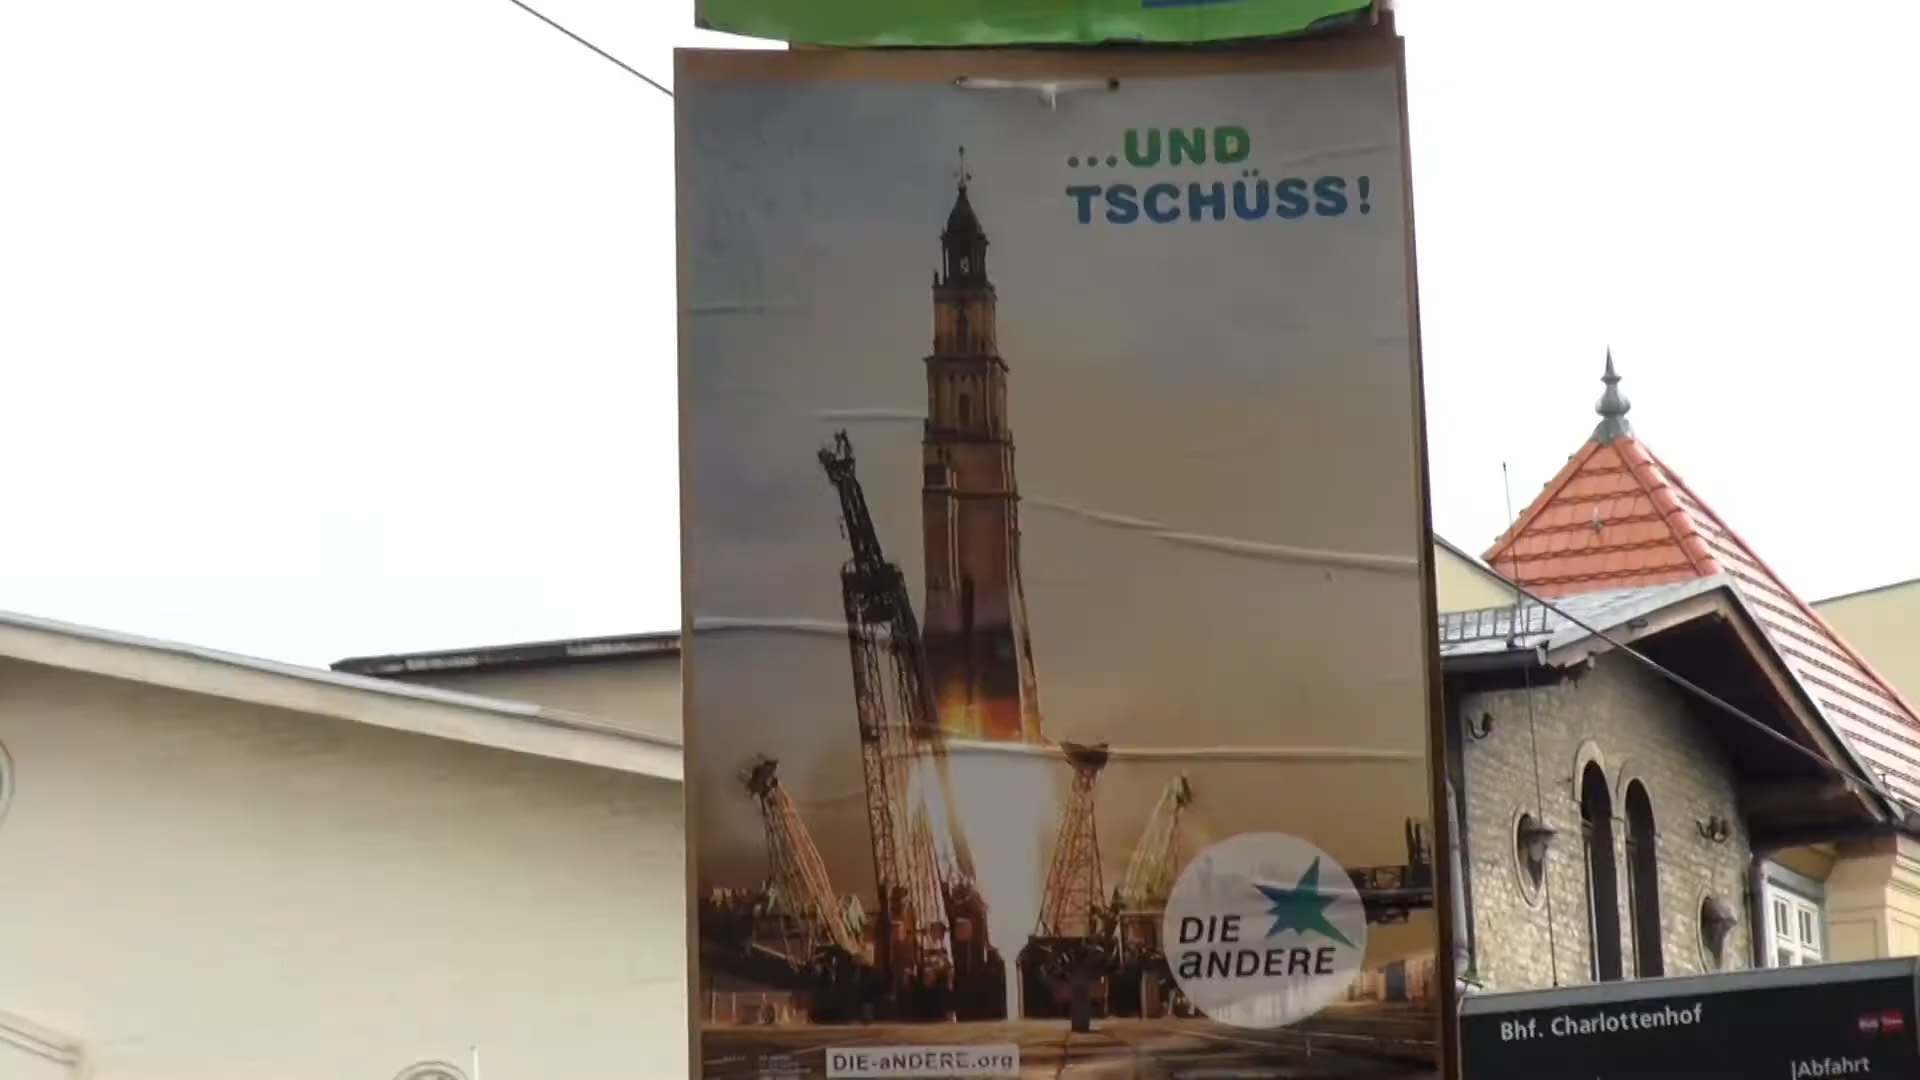 ...UND
TSCHÜSS!
DIE
aNDERE
DIE-aNDERE.org
Bhf. Charlottenhof
Abfahrt